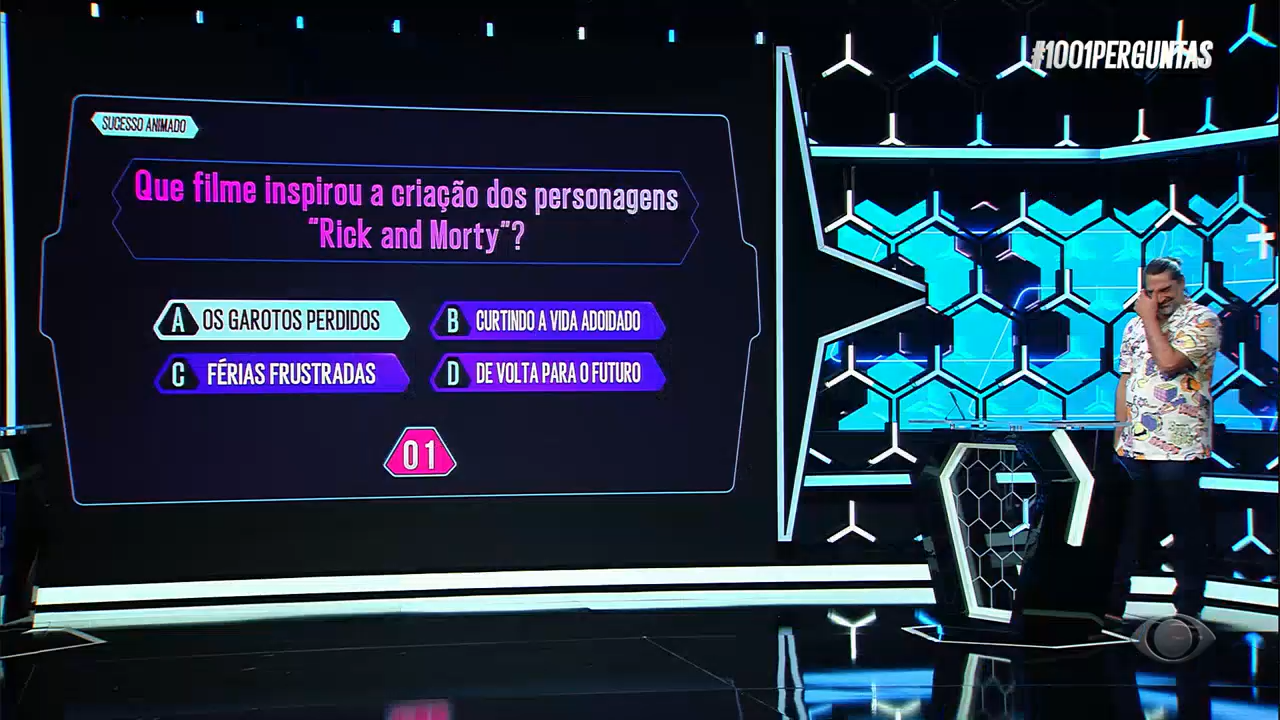 #1001PERGUNTAS
SUCESSO ANIMADO
Que filme inspirou a criação dos personagens
"Rick and Morty"?
A OS GAROTOS PERDIDOS
B CURTINDO A VIDA ADOIDADO
C FÉRIAS FRUSTRADAS
D DE VOLTA PARA O FUTURO
01